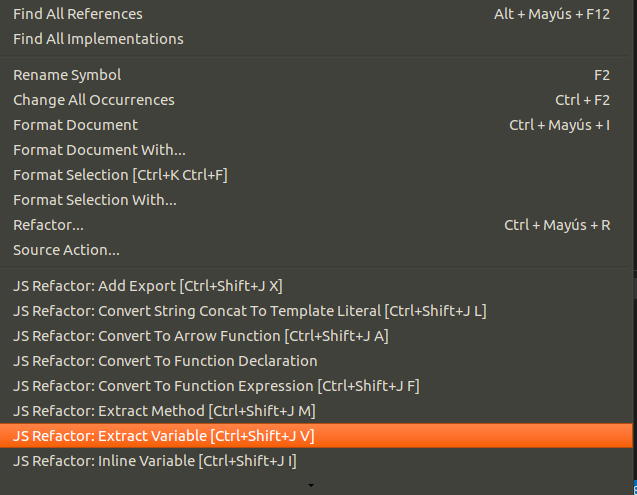 Find All References Alt + Mayús + F12
Find All Implementations
Rename Symbol F2
Change All Occurrences Ctrl + F2
Format Document Ctrl + Mayús + I
Format Document With...
Format Selection [Ctrl+K Ctrl+F]
Format Selection With...
Refactor... Ctrl + Mayús + R
Source Action...
JS Refactor: Add Export [Ctrl+Shift+J X]
JS Refactor: Convert String Concat To Template Literal [Ctrl+Shift+J L]
JS Refactor: Convert To Arrow Function [Ctrl+Shift+J A]
JS Refactor: Convert To Function Declaration
JS Refactor: Convert To Function Expression [Ctrl+Shift+J F]
JS Refactor: Extract Method [Ctrl+Shift+J M]
JS Refactor: Extract Variable [Ctrl+Shift+J V]
JS Refactor: Inline Variable [Ctrl+Shift+J I]